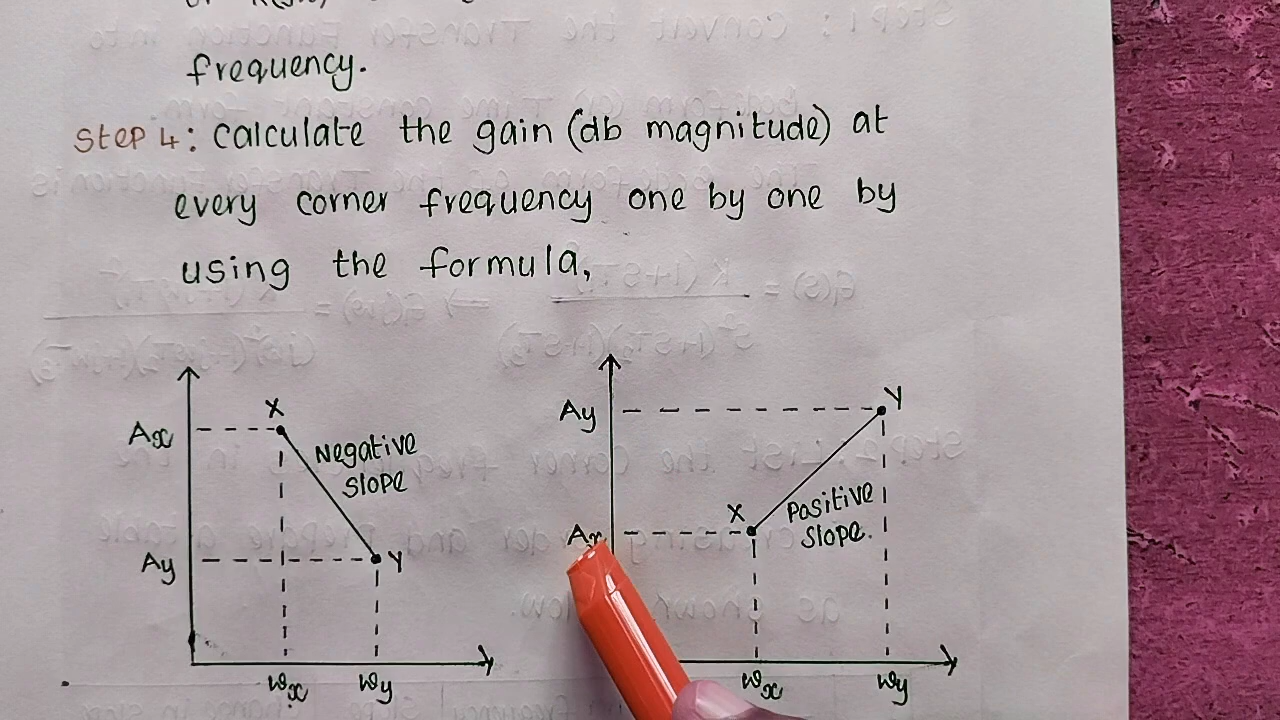 frequency.
Step 4: Calculate the gain (db magnitude) at
every corner frequency one by one by
using the formula,
X
Ax
Negative
slope
Ay
Y
ωx ωy
Ay
Y
X
Positive
slope.
Ax
ωx ωy